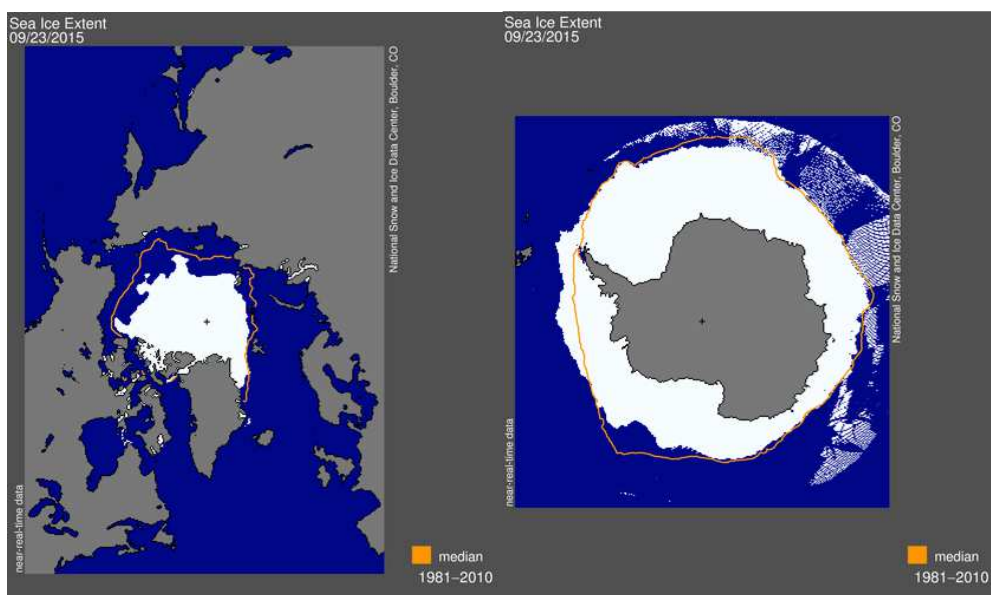 Sea Ice Extent
09/23/2015
National Snow and Ice Data Center, Boulder, CO
near-real-time data
median
1981–2010
Sea Ice Extent
09/23/2015
National Snow and Ice Data Center, Boulder, CO
near-real-time data
median
1981–2010